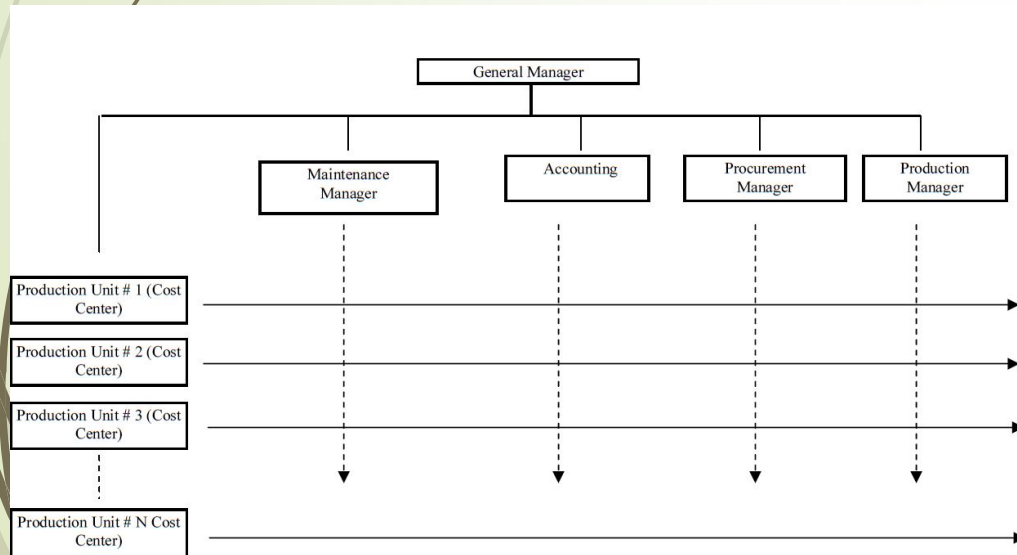 General Manager
Maintenance
Manager
Accounting
Procurement
Manager
Production
Manager
Production Unit # 1 (Cost
Center)
Production Unit # 2 (Cost
Center)
Production Unit # 3 (Cost
Center)
Production Unit # N Cost
Center)